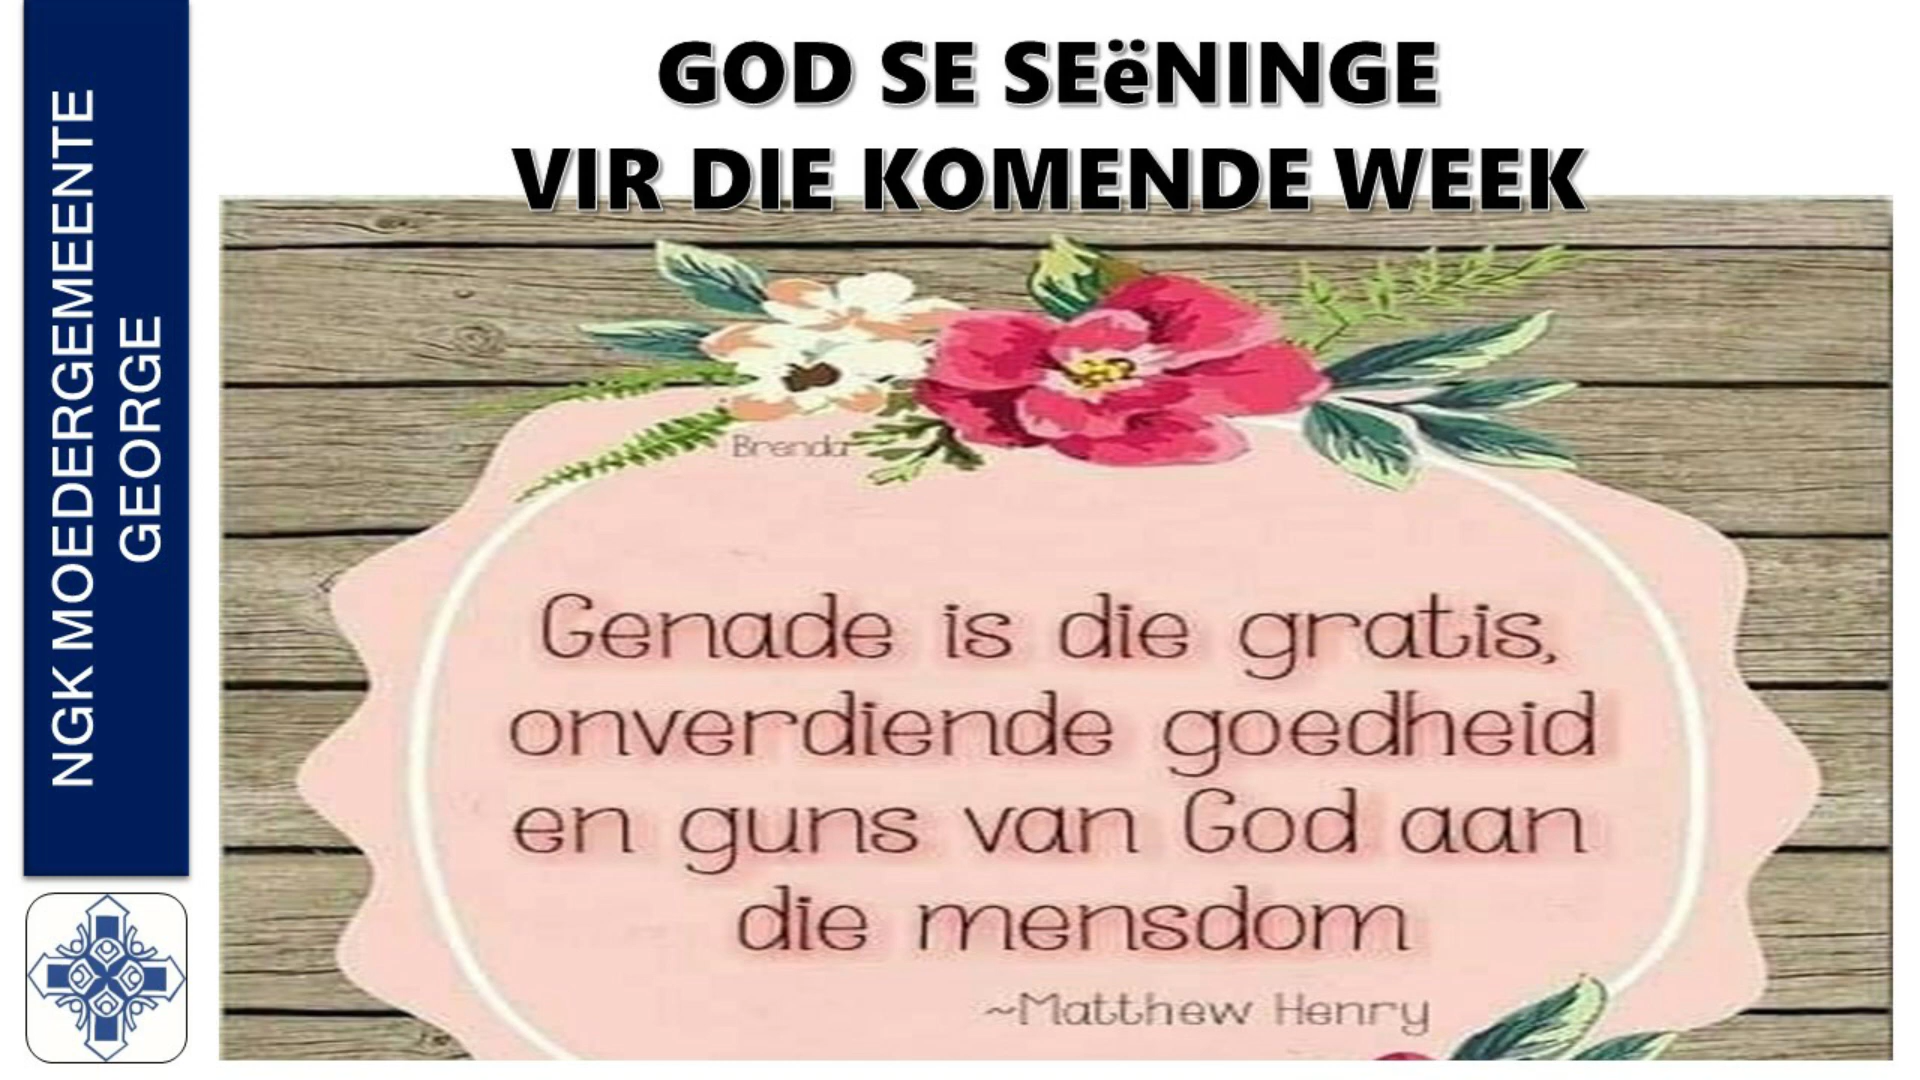 GOD SE SEëNINGE
VIR DIE KOMENDE WEEK
NGK MOEDERGEMEENTE
GEORGE
Brenda
Genade is die gratis,
onverdiende goedheid
en guns van God aan
die mensdom
~Matthew Henry